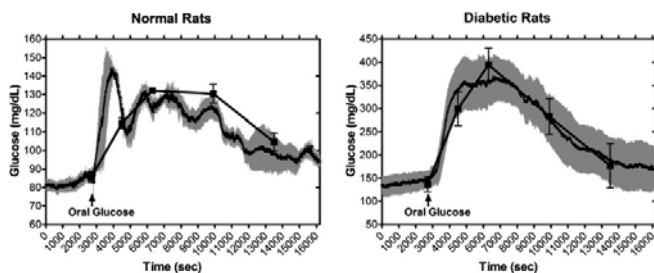 Normal Rats
Glucose (mg/dL)
160
150
140
130
120
110
100
90
80
70
60
Oral Glucose
0 1000 2000 3000 4000 5000 6000 7000 8000 9000 10000 11000 12000 13000 14000 15000 16000
Time (sec)
Diabetic Rats
Glucose (mg/dL)
450
400
350
300
250
200
150
100
50
Oral Glucose
0 1000 2000 3000 4000 5000 6000 7000 8000 9000 10000 11000 12000 13000 14000 15000 16000
Time (sec)